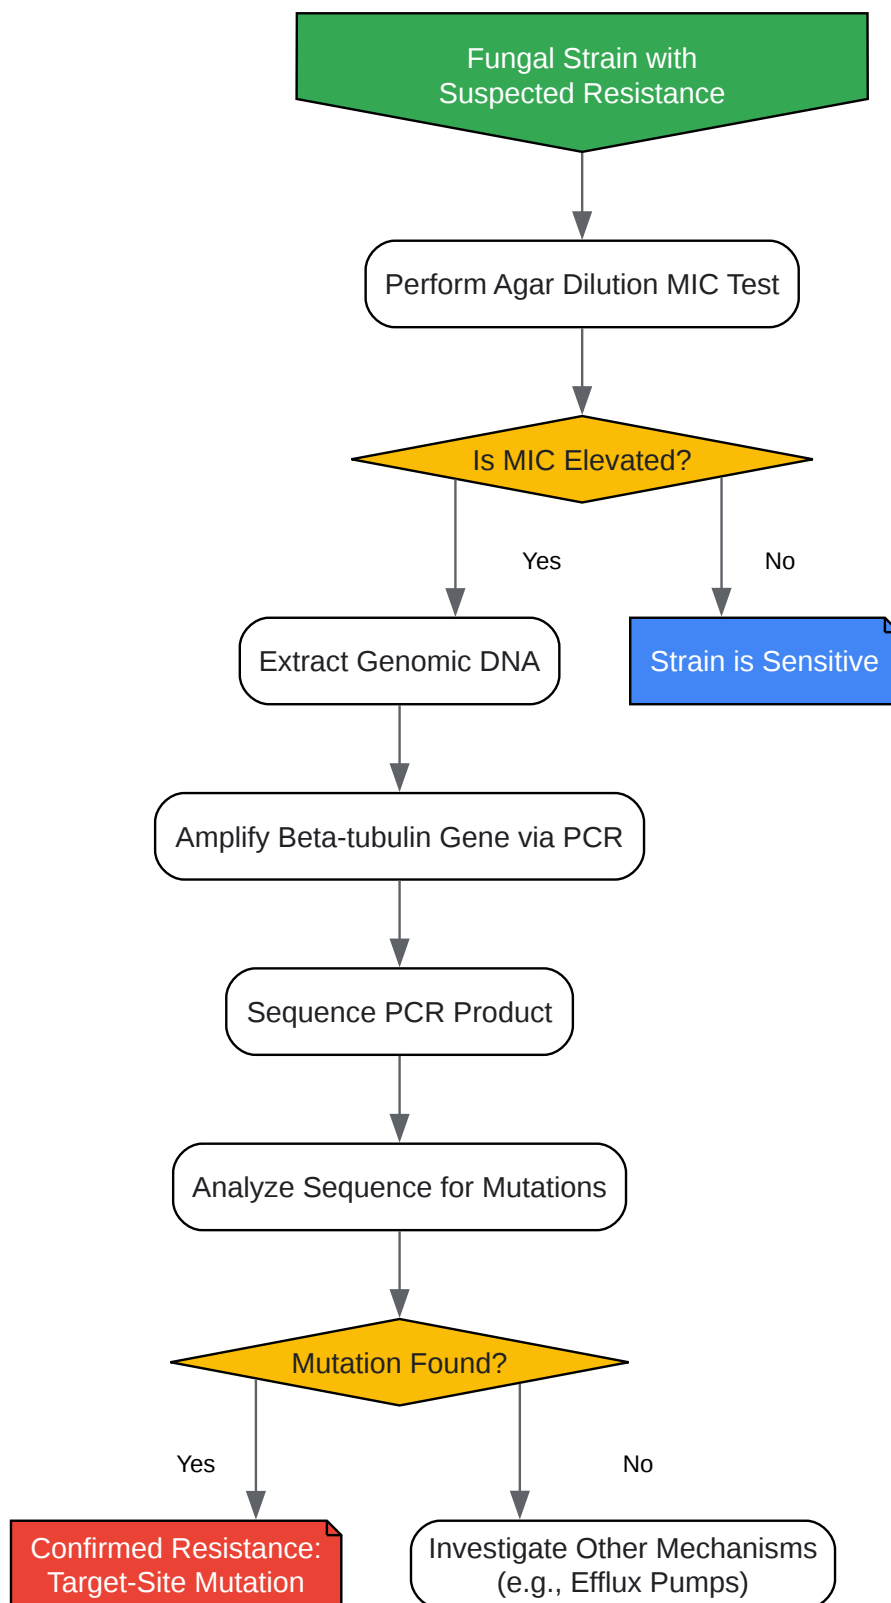 Fungal Strain with
Suspected Resistance
Perform Agar Dilution MIC Test
Is MIC Elevated?
Yes
No
Extract Genomic DNA
Strain is Sensitive
Amplify Beta-tubulin Gene via PCR
Sequence PCR Product
Analyze Sequence for Mutations
Mutation Found?
Yes
No
Confirmed Resistance:
Target-Site Mutation
Investigate Other Mechanisms
(e.g., Efflux Pumps)